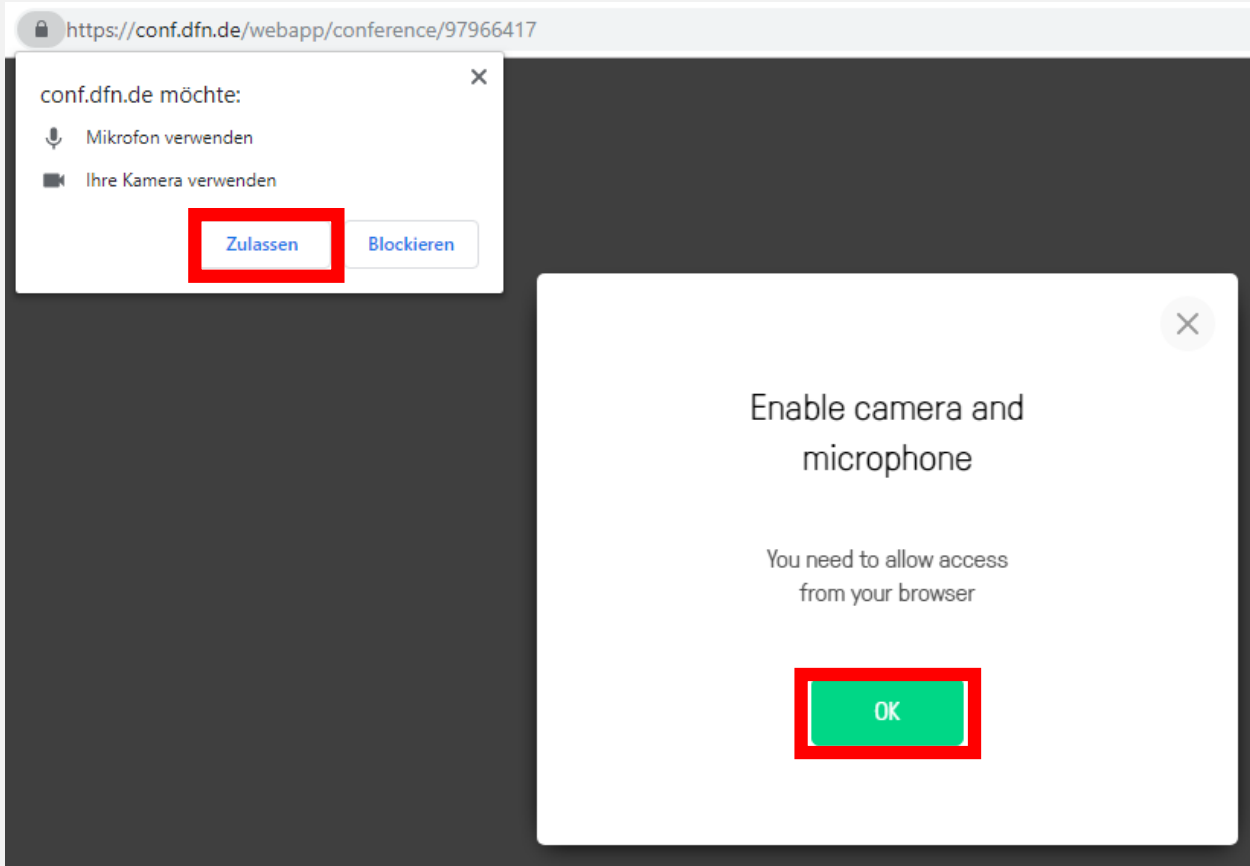 https://conf.dfn.de/webapp/conference/97966417
conf.dfn.de möchte:
Mikrofon verwenden
Ihre Kamera verwenden
Zulassen
Blockieren
Enable camera and
microphone
You need to allow access
from your browser
OK